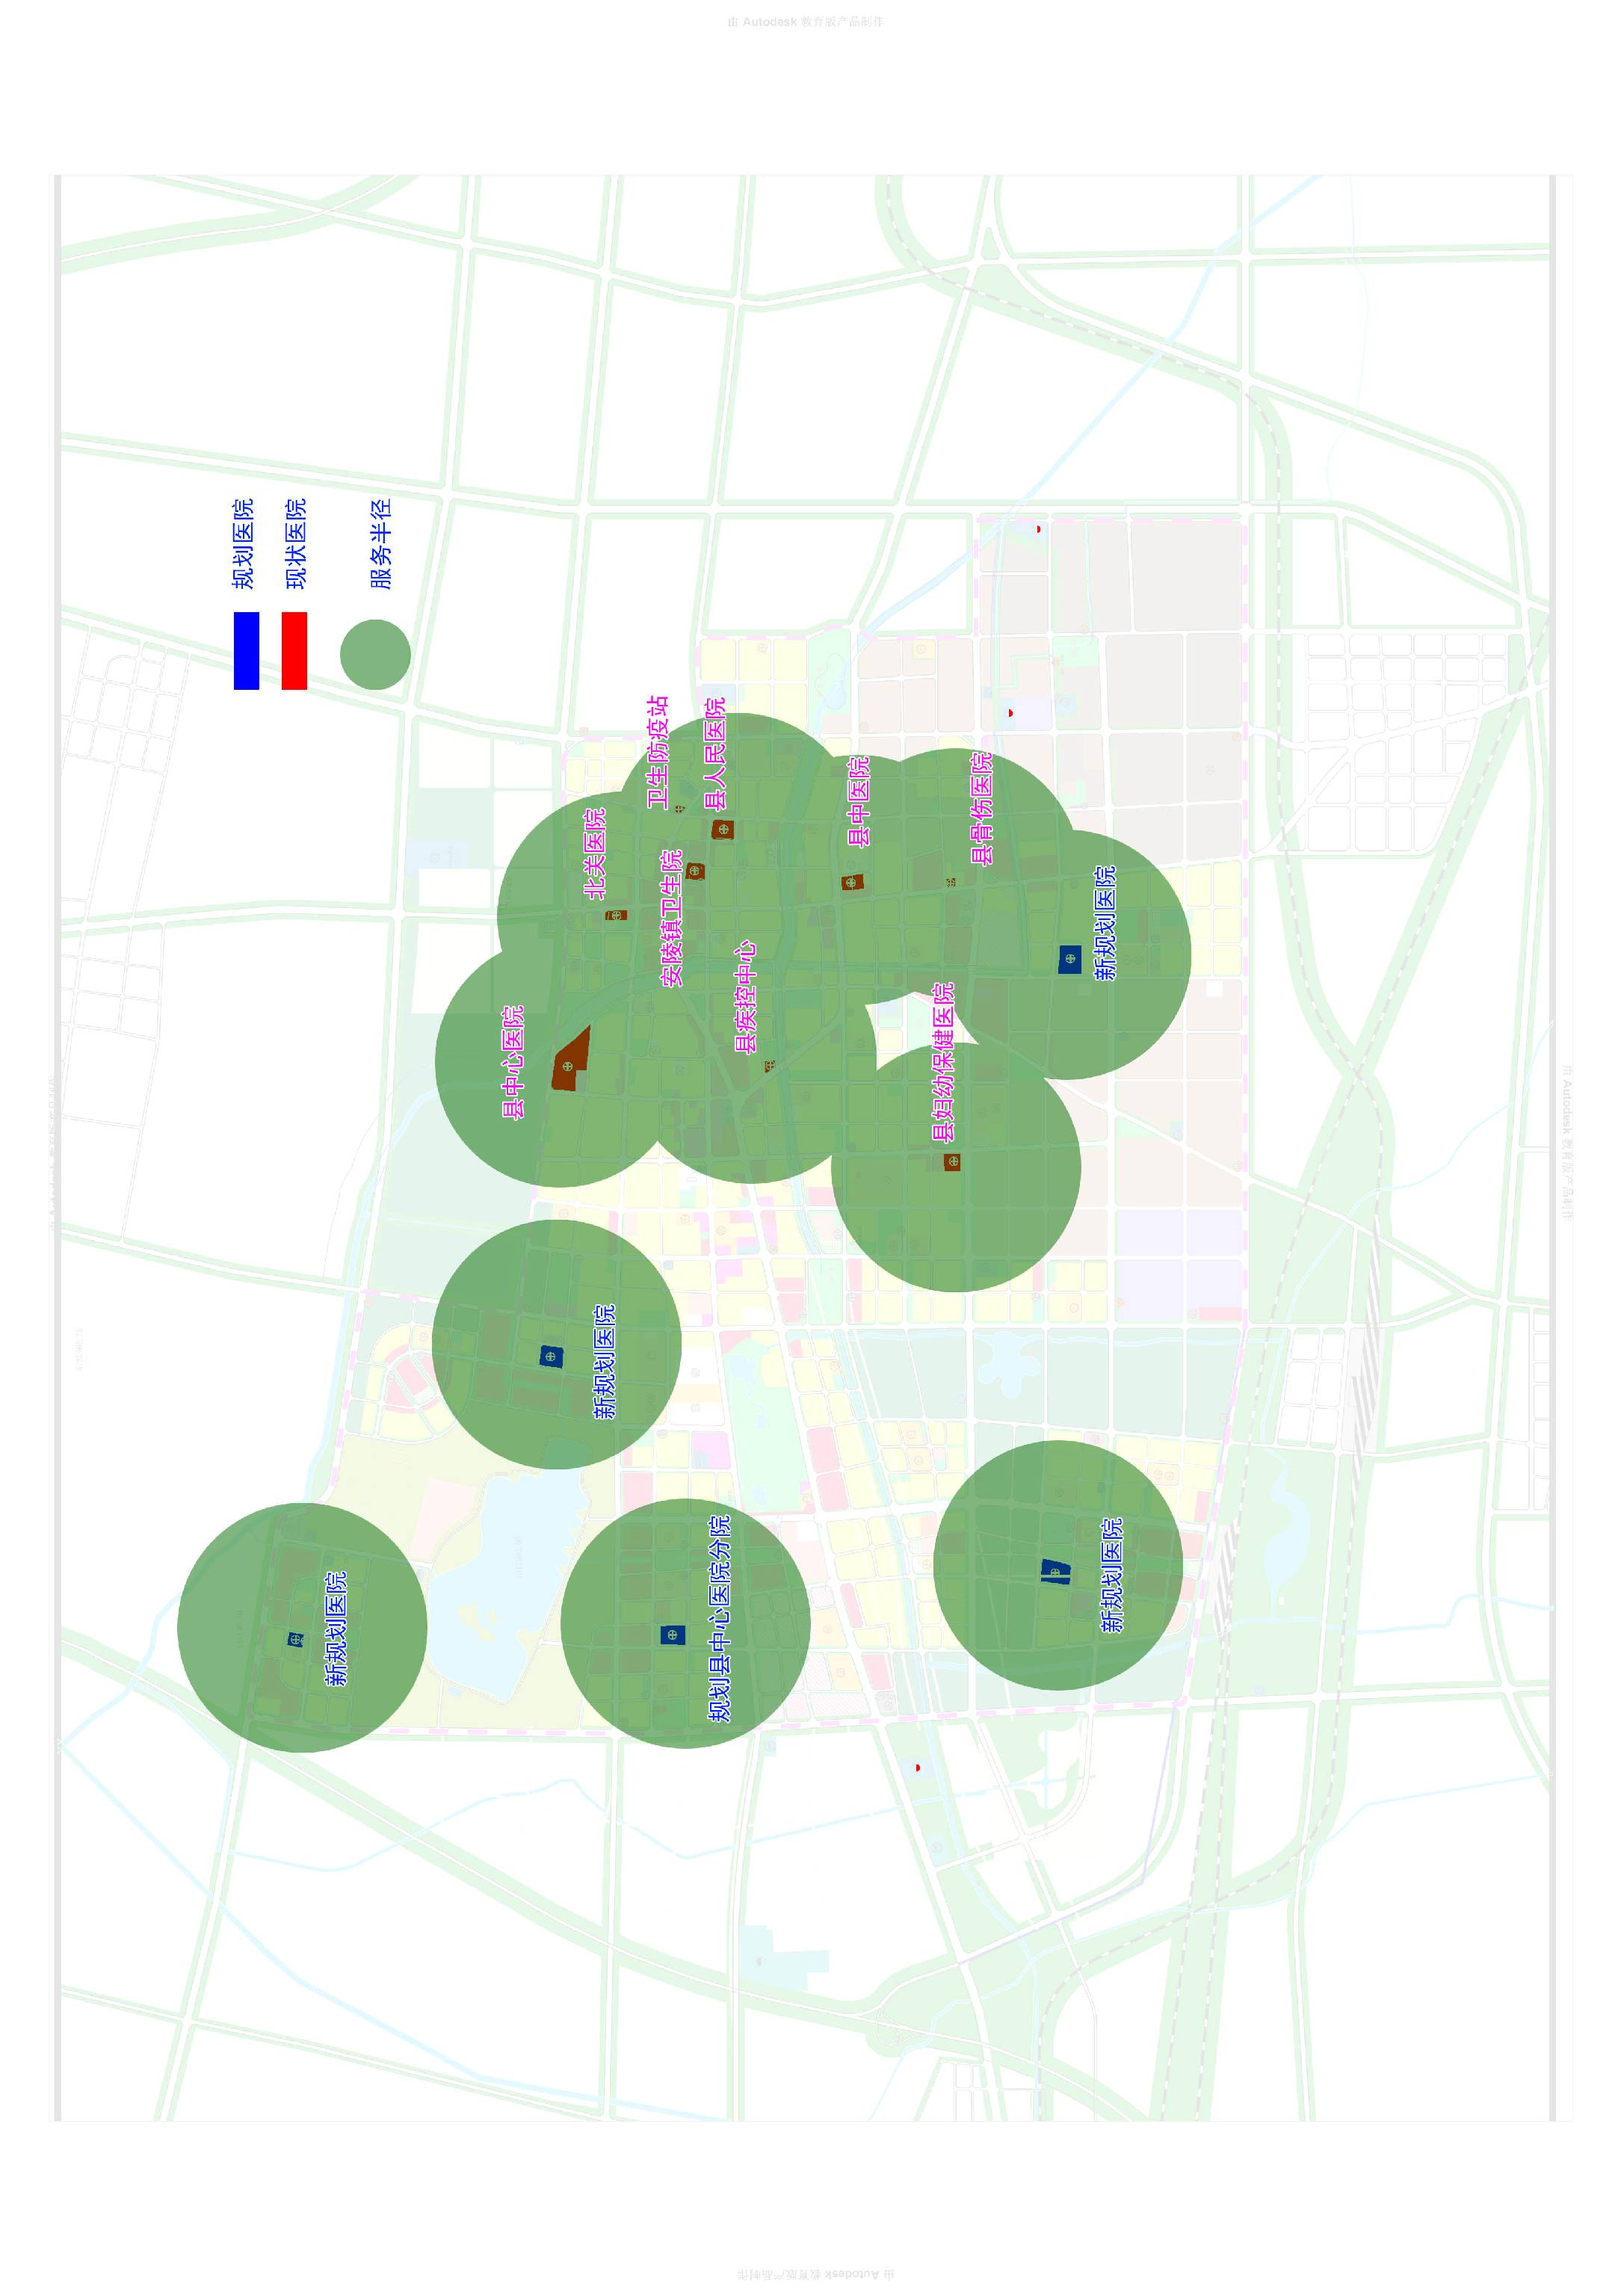 由 Autodesk 教育版产品制作
规划医院
现状医院
服务半径
卫生防疫站
县人民医院
北关医院
安陵镇卫生院
县中医院
县骨伤医院
县疾控中心
县中心医院
新规划医院
县妇幼保健医院
新规划医院
新规划医院
规划县中心医院分院
新规划医院
由 Autodesk 教育版产品制作
由 Autodesk 教育版产品制作